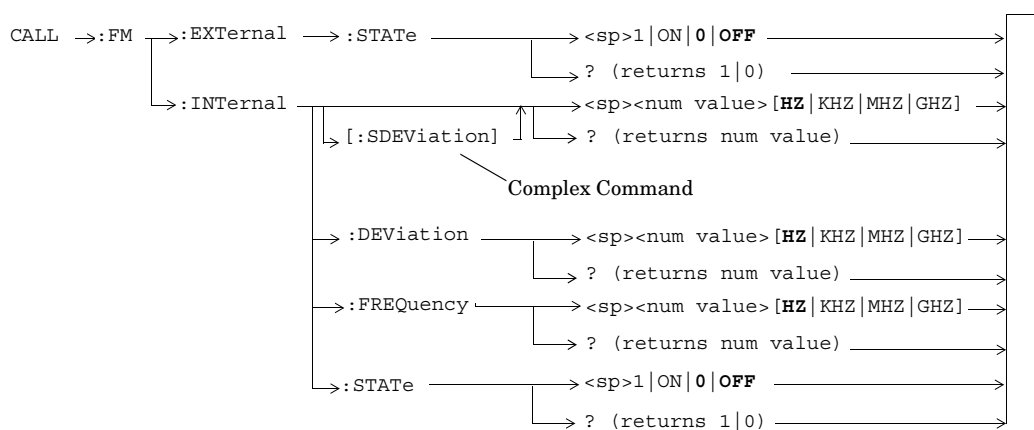 CALL :FM :EXTernal :STATe <sp>1|ON|0|OFF
? (returns 1|0)
:INTernal <sp><num value>[HZ|KHZ|MHZ|GHZ]
[:SDEViation] ? (returns num value)
Complex Command
:DEViation <sp><num value>[HZ|KHZ|MHZ|GHZ]
? (returns num value)
:FREQuency <sp><num value>[HZ|KHZ|MHZ|GHZ]
? (returns num value)
:STATe <sp>1|ON|0|OFF
? (returns 1|0)